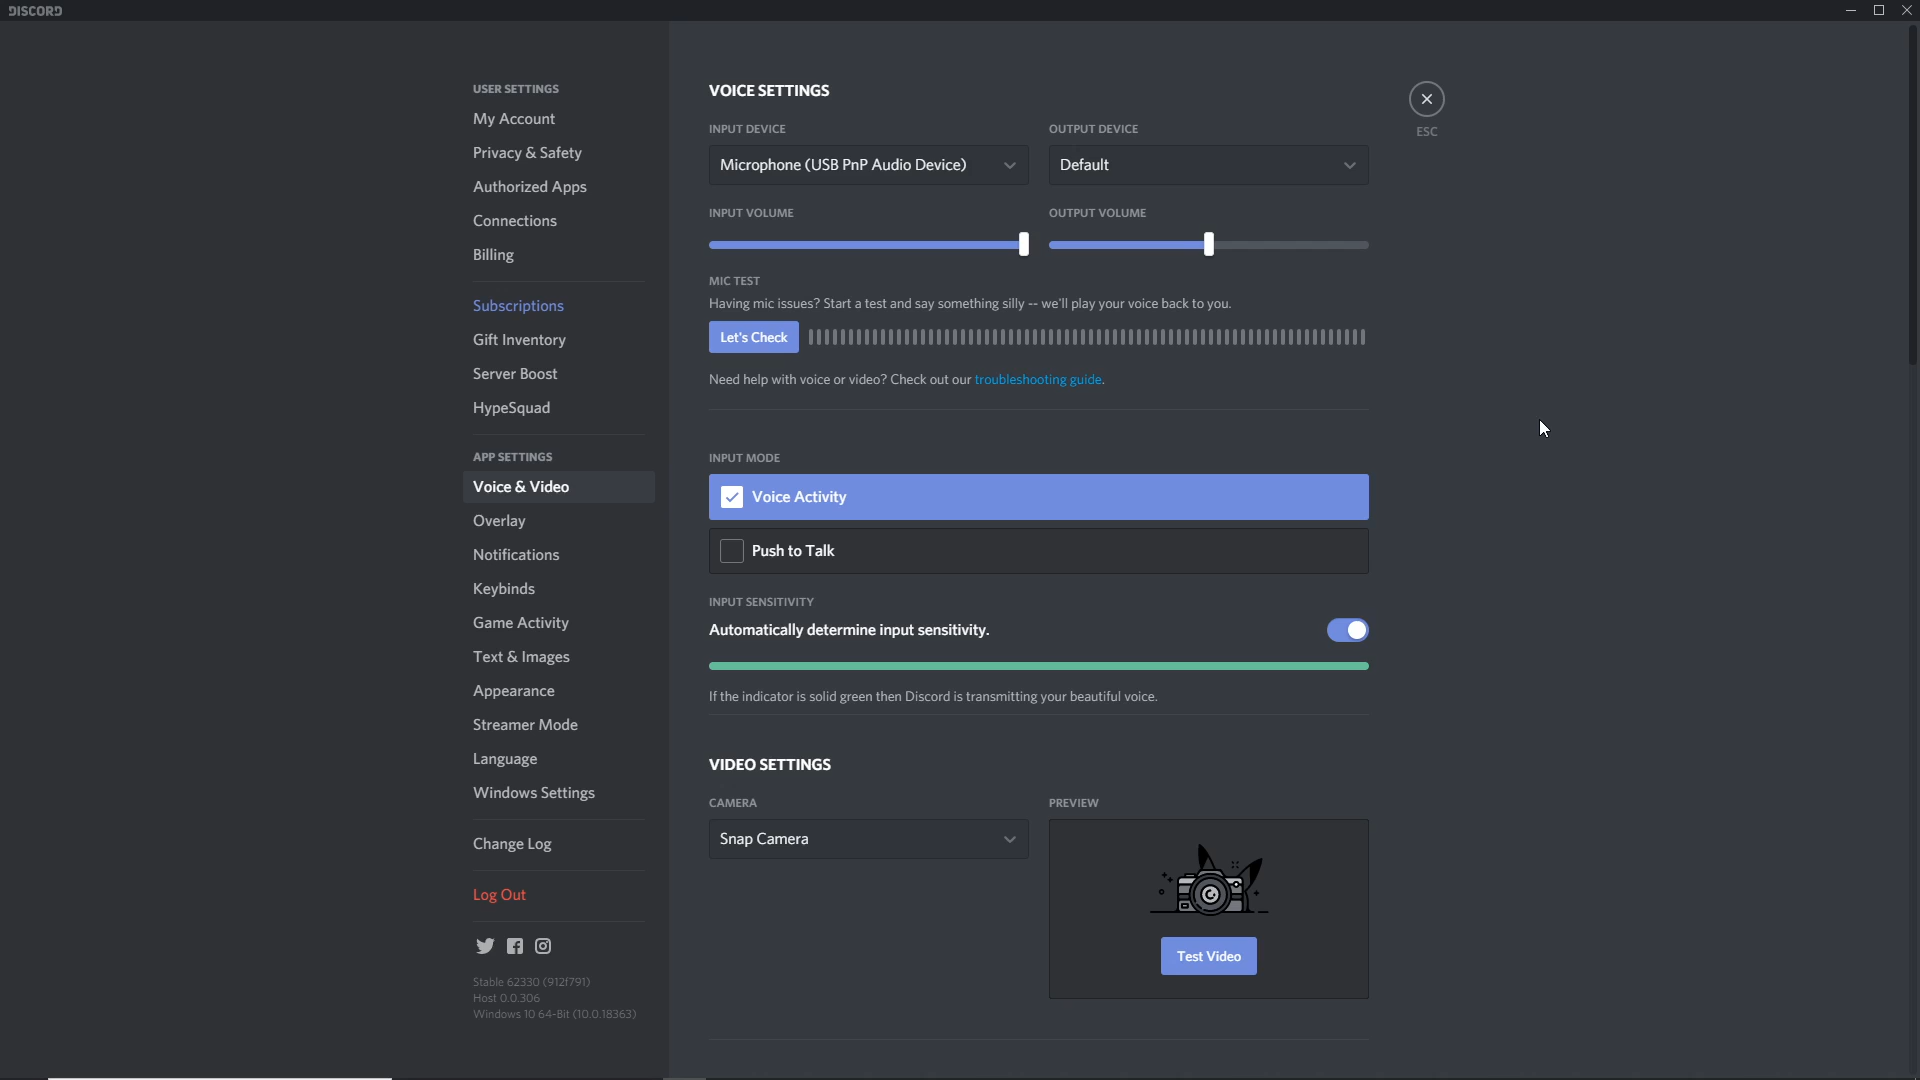 DISCORD
USER SETTINGS
My Account
Privacy & Safety
Authorized Apps
Connections
Billing
Subscriptions
Gift Inventory
Server Boost
HypeSquad
APP SETTINGS
Voice & Video
Overlay
Notifications
Keybinds
Game Activity
Text & Images
Appearance
Streamer Mode
Language
Windows Settings
Change Log
Log Out
Stable 62330 (912f791)
Host 0.0.306
Windows 10 64-Bit (10.0.18363)
VOICE SETTINGS
INPUT DEVICE
Microphone (USB PnP Audio Device)
OUTPUT DEVICE
Default
INPUT VOLUME
OUTPUT VOLUME
MIC TEST
Having mic issues? Start a test and say something silly -- we'll play your voice back to you.
Let's Check
Need help with voice or video? Check out our troubleshooting guide.
INPUT MODE
Voice Activity
Push to Talk
INPUT SENSITIVITY
Automatically determine input sensitivity.
If the indicator is solid green then Discord is transmitting your beautiful voice.
VIDEO SETTINGS
CAMERA
Snap Camera
PREVIEW
Test Video
ESC